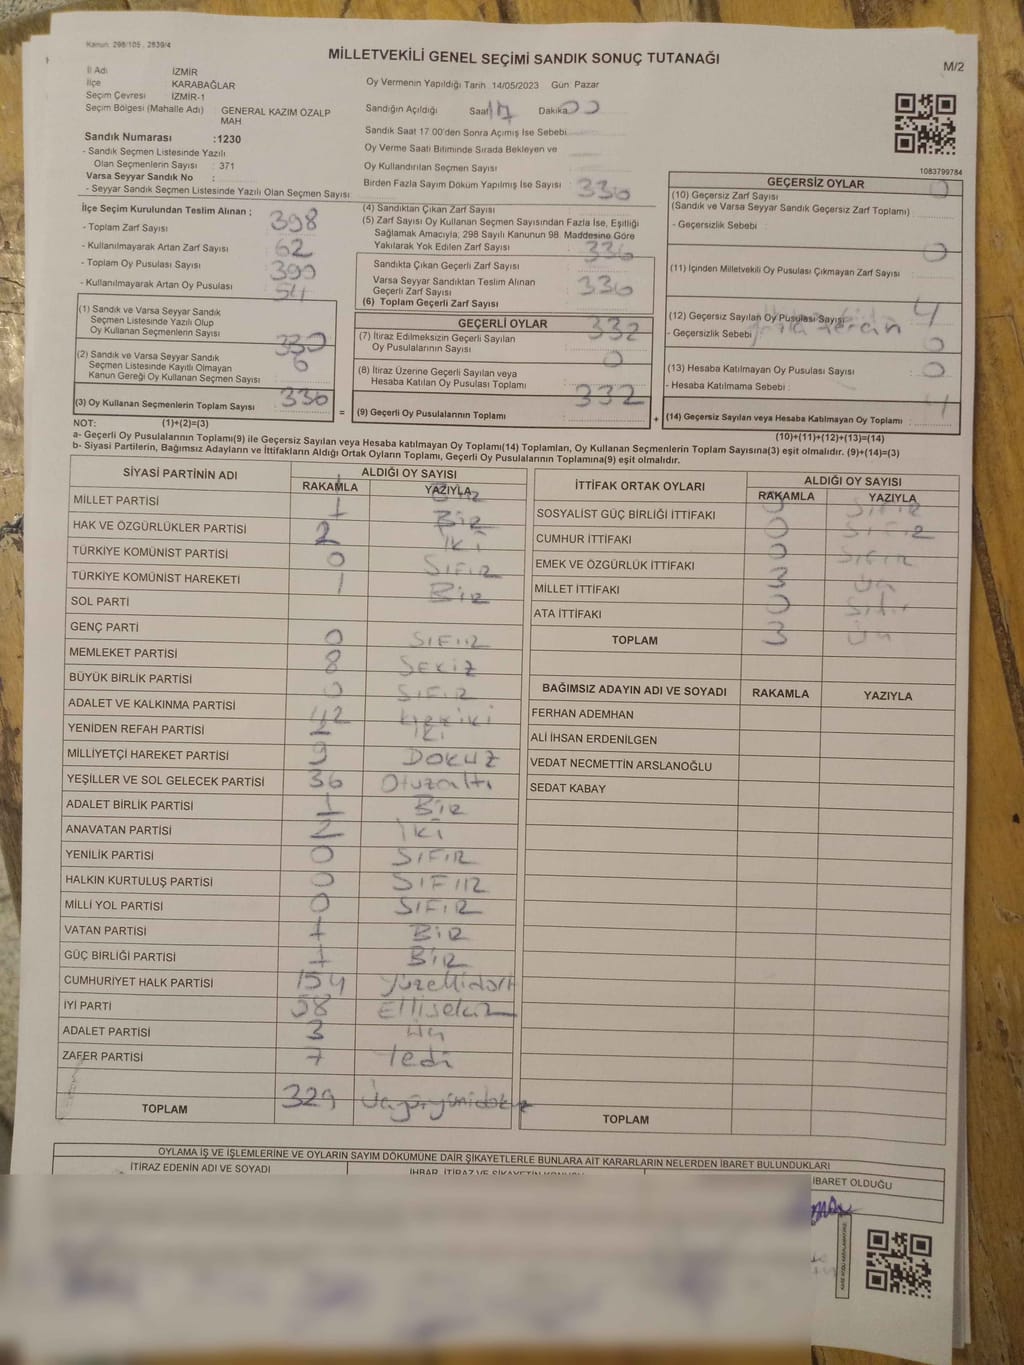 Kanun: 298/105, 2839/4
MİLLETVEKİLİ GENEL SEÇİMİ SANDIK SONUÇ TUTANAĞI
M/2
İl Adı İZMİR
İlçe KARABAĞLAR
Seçim Çevresi İZMİR-1
Seçim Bölgesi (Mahalle Adı) : GENERAL KAZIM ÖZALP MAH
Sandık Numarası :1230
- Sandık Seçmen Listesinde Yazılı
Olan Seçmenlerin Sayısı : 371
Varsa Seyyar Sandık No :
- Seyyar Sandık Seçmen Listesinde Yazılı Olan Seçmen Sayısı
Oy Vermenin Yapıldığı Tarih 14/05/2023 Gün: Pazar
Sandığın Açıldığı Saat 17 Dakika 00
Sandık Saat 17:00'den Sonra Açımış İse Sebebi
Oy Verme Saati Bitiminde Sırada Bekleyen ve
Oy Kullandırılan Seçmen Sayısı
Birden Fazla Sayım Döküm Yapılmış İse Sayısı
1083799784
İlçe Seçim Kurulundan Teslim Alınan ;
- Toplam Zarf Sayısı : 398
- Kullanılmayarak Artan Zarf Sayısı : 62
- Toplam Oy Pusulası Sayısı : 390
- Kullanılmayarak Artan Oy Pusulası : 54
(1) Sandık ve Varsa Seyyar Sandık
Seçmen Listesinde Yazılı Olup
Oy Kullanan Seçmenlerin Sayısı 330
(2) Sandık ve Varsa Seyyar Sandık
Seçmen Listesinde Kayıtlı Olmayan
Kanun Gereği Oy Kullanan Seçmen Sayısı 6
(3) Oy Kullanan Seçmenlerin Toplam Sayısı 336
(4) Sandıktan Çıkan Zarf Sayısı : 336
(5) Zarf Sayısı Oy Kullanan Seçmen Sayısından Fazla İse, Eşitliği
Sağlamak Amacıyla; 298 Sayılı Kanunun 98. Maddesine Göre
Yakılarak Yok Edilen Zarf Sayısı
Sandıkta Çıkan Geçerli Zarf Sayısı : 336
Varsa Seyyar Sandıktan Teslim Alınan
Geçerli Zarf Sayısı
(6) Toplam Geçerli Zarf Sayısı : 336
GEÇERLİ OYLAR
(7) İtiraz Edilmeksizin Geçerli Sayılan
Oy Pusulalarının Sayısı 332
(8) İtiraz Üzerine Geçerli Sayılan veya
Hesaba Katılan Oy Pusulası Toplamı 0
= (9) Geçerli Oy Pusulalarının Toplamı 332
GEÇERSİZ OYLAR
(10) Geçersiz Zarf Sayısı
(Sandık ve Varsa Seyyar Sandık Geçersiz Zarf Toplamı) 0
- Geçersizlik Sebebi :
(11) İçinden Milletvekili Oy Pusulası Çıkmayan Zarf Sayısı 0
(12) Geçersiz Sayılan Oy Pusulası Sayısı 4
- Geçersizlik Sebebi
(13) Hesaba Katılmayan Oy Pusulası Sayısı 0
- Hesaba Katılmama Sebebi : 0
+ (14) Geçersiz Sayılan veya Hesaba Katılmayan Oy Toplamı 4
NOT: (1)+(2)=(3)
(10)+(11)+(12)+(13)=(14)
a- Geçerli Oy Pusulalarının Toplamı(9) ile Geçersiz Sayılan veya Hesaba katılmayan Oy Toplamı(14) Toplamları, Oy Kullanan Seçmenlerin Toplam Sayısına(3) eşit olmalıdır. (9)+(14)=(3)
b- Siyasi Partilerin, Bağımsız Adayların ve İttifakların Aldığı Ortak Oyların Toplamı, Geçerli Oy Pusulalarının Toplamına(9) eşit olmalıdır.
SİYASİ PARTİNİN ADI ALDIĞI OY SAYISI
RAKAMLA YAZIYLA
MİLLET PARTİSİ 1 Bir
HAK VE ÖZGÜRLÜKLER PARTİSİ 2 İki
TÜRKİYE KOMÜNİST PARTİSİ 0 SIFIR
TÜRKİYE KOMÜNİST HAREKETİ 1 Bir
SOL PARTİ
GENÇ PARTİ 0 SIFIIR
MEMLEKET PARTİSİ 8 SEKİZ
BÜYÜK BİRLİK PARTİSİ 0 SIFIR
ADALET VE KALKINMA PARTİSİ 42 kırkiki
YENİDEN REFAH PARTİSİ 2 İKİ
MİLLİYETÇİ HAREKET PARTİSİ 9 DOKUZ
YEŞİLLER VE SOL GELECEK PARTİSİ 36 Otuzaltı
ADALET BİRLİK PARTİSİ 1 Bir
ANAVATAN PARTİSİ 2 İki
YENİLİK PARTİSİ 0 SIFIR
HALKIN KURTULUŞ PARTİSİ 0 SIFIIR
MİLLİ YOL PARTİSİ 0 SIFIR
VATAN PARTİSİ 1 BİR
GÜÇ BİRLİĞİ PARTİSİ 1 BİR
CUMHURİYET HALK PARTİSİ 154 Yüzellidört
İYİ PARTİ 58 Ellisekiz
ADALET PARTİSİ 3 Üç
ZAFER PARTİSİ 7 Yedi
TOPLAM 329 Üçyüzyirmidokuz
İTTİFAK ORTAK OYLARI ALDIĞI OY SAYISI
RAKAMLA YAZIYLA
SOSYALİST GÜÇ BİRLİĞİ İTTİFAKI 0 SIFIR
CUMHUR İTTİFAKI 0 SIFIR
EMEK VE ÖZGÜRLÜK İTTİFAKI 0 SIFIR
MİLLET İTTİFAKI 3 Üç
ATA İTTİFAKI 0 Sıfır
TOPLAM 3 Üç
BAĞIMSIZ ADAYIN ADI VE SOYADI RAKAMLA YAZIYLA
FERHAN ADEMHAN
ALİ İHSAN ERDENİLGEN
VEDAT NECMETTİN ARSLANOĞLU
SEDAT KABAY
TOPLAM
OYLAMA İŞ VE İŞLEMLERİNE VE OYLARIN SAYIM DÖKÜMÜNE DAİR ŞİKAYETLERLE BUNLARA AİT KARARLARIN NELERDEN İBARET BULUNDUKLARI
İTİRAZ EDENİN ADI VE SOYADI
İHBAR, İTİRAZ VE ŞİKAYETİN KONUSU
İBARET OLDUĞU